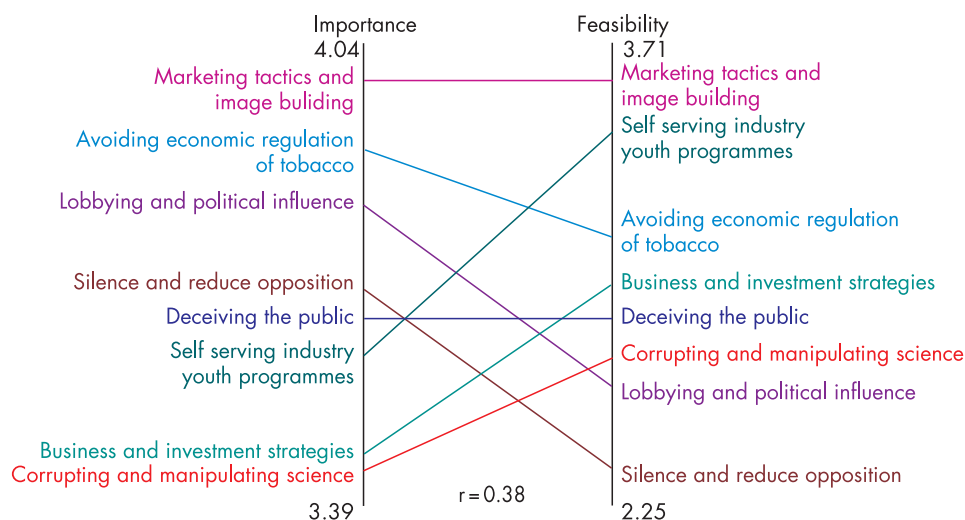 Importance
4.04
Marketing tactics and
image buliding
Avoiding economic regulation
of tobacco
Lobbying and political influence
Silence and reduce opposition
Deceiving the public
Self serving industry
youth programmes
Business and investment strategies
Corrupting and manipulating science
3.39
r = 0.38
Feasibility
3.71
Marketing tactics and
image building
Self serving industry
youth programmes
Avoiding economic regulation
of tobacco
Business and investment strategies
Deceiving the public
Corrupting and manipulating science
Lobbying and political influence
Silence and reduce opposition
2.25